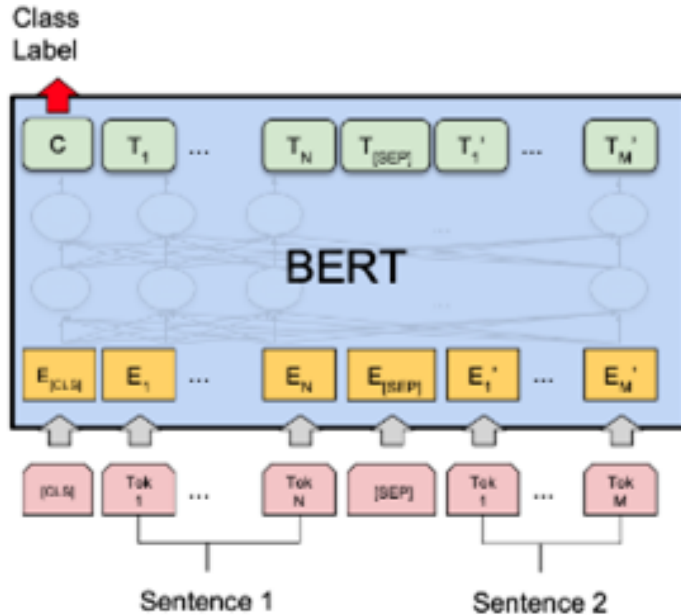 Class
Label
C T1 ... TN T[SEP] T1' ... TM'
...
BERT
...
E[CLS] E1 ... EN E[SEP] E1' ... EM'
[CLS] Tok 1 ... Tok N [SEP] Tok 1 ... Tok M
Sentence 1 Sentence 2